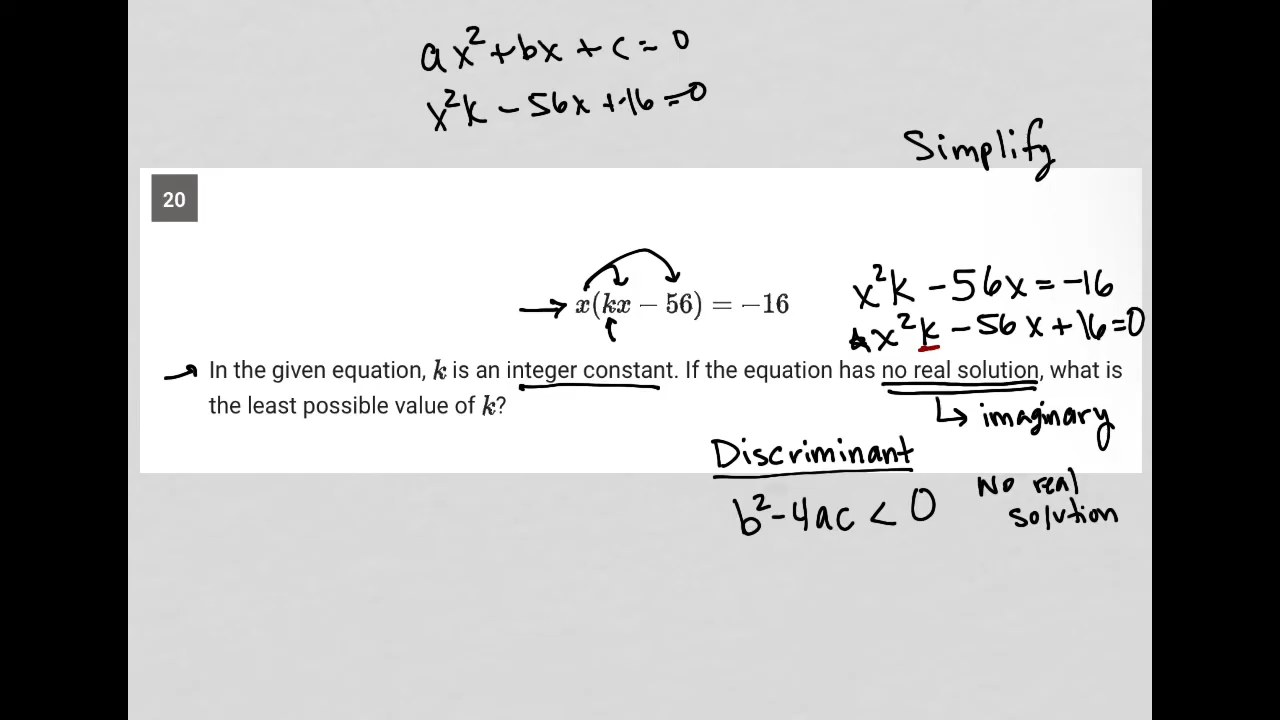 ax²+bx+c=0
x²k-56x+16=0
Simplify
20
x(kx − 56) = −16
x²k-56x=-16
x²k-56x+16=0
In the given equation, k is an integer constant. If the equation has no real solution, what is
the least possible value of k?
↳ imaginary
Discriminant
b²-4ac < 0
No real
solution